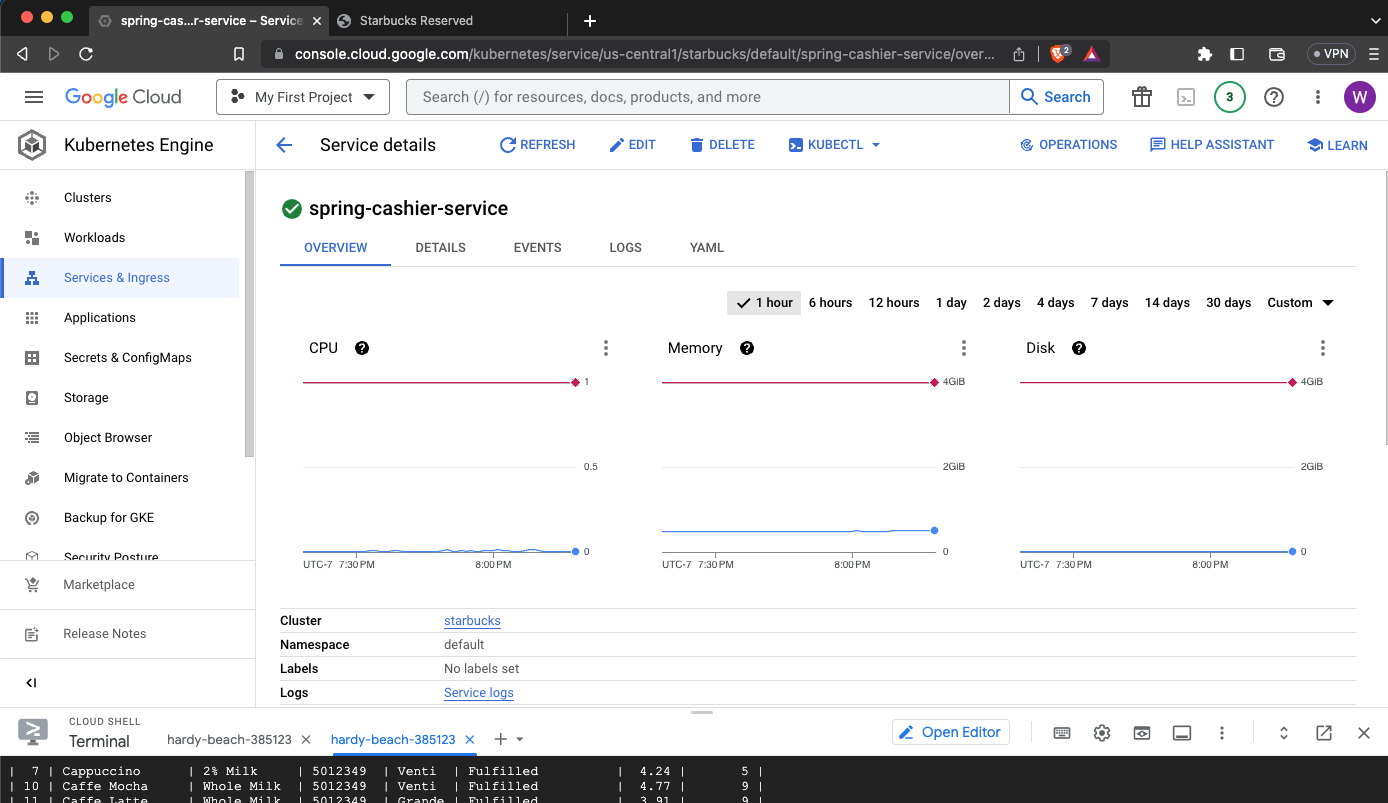 spring-cas...r-service – Service
Starbucks Reserved
console.cloud.google.com/kubernetes/service/us-central1/starbucks/default/spring-cashier-service/over...
2
VPN
Google Cloud
My First Project
Search (/) for resources, docs, products, and more
Search
3
W
Kubernetes Engine
Service details
REFRESH
EDIT
DELETE
KUBECTL
OPERATIONS
HELP ASSISTANT
LEARN
Clusters
Workloads
Services & Ingress
Applications
Secrets & ConfigMaps
Storage
Object Browser
Migrate to Containers
Backup for GKE
Security Posture
Marketplace
Release Notes
spring-cashier-service
OVERVIEW
DETAILS
EVENTS
LOGS
YAML
1 hour
6 hours
12 hours
1 day
2 days
4 days
7 days
14 days
30 days
Custom
CPU
1
0.5
0
UTC-7 7:30 PM 8:00 PM
Memory
4GiB
2GiB
0
UTC-7 7:30 PM 8:00 PM
Disk
4GiB
2GiB
0
UTC-7 7:30 PM 8:00 PM
Cluster starbucks
Namespace default
Labels No labels set
Logs Service logs
CLOUD SHELL
Terminal
hardy-beach-385123
hardy-beach-385123
Open Editor
| 7 | Cappuccino | 2% Milk | 5012349 | Venti | Fulfilled | 4.24 | 5 |
| 10 | Caffe Mocha | Whole Milk | 5012349 | Venti | Fulfilled | 4.77 | 9 |
| 11 | Caffe Latte | Whole Milk | 5012349 | Grande | Fulfilled | 3.91 | 9 |